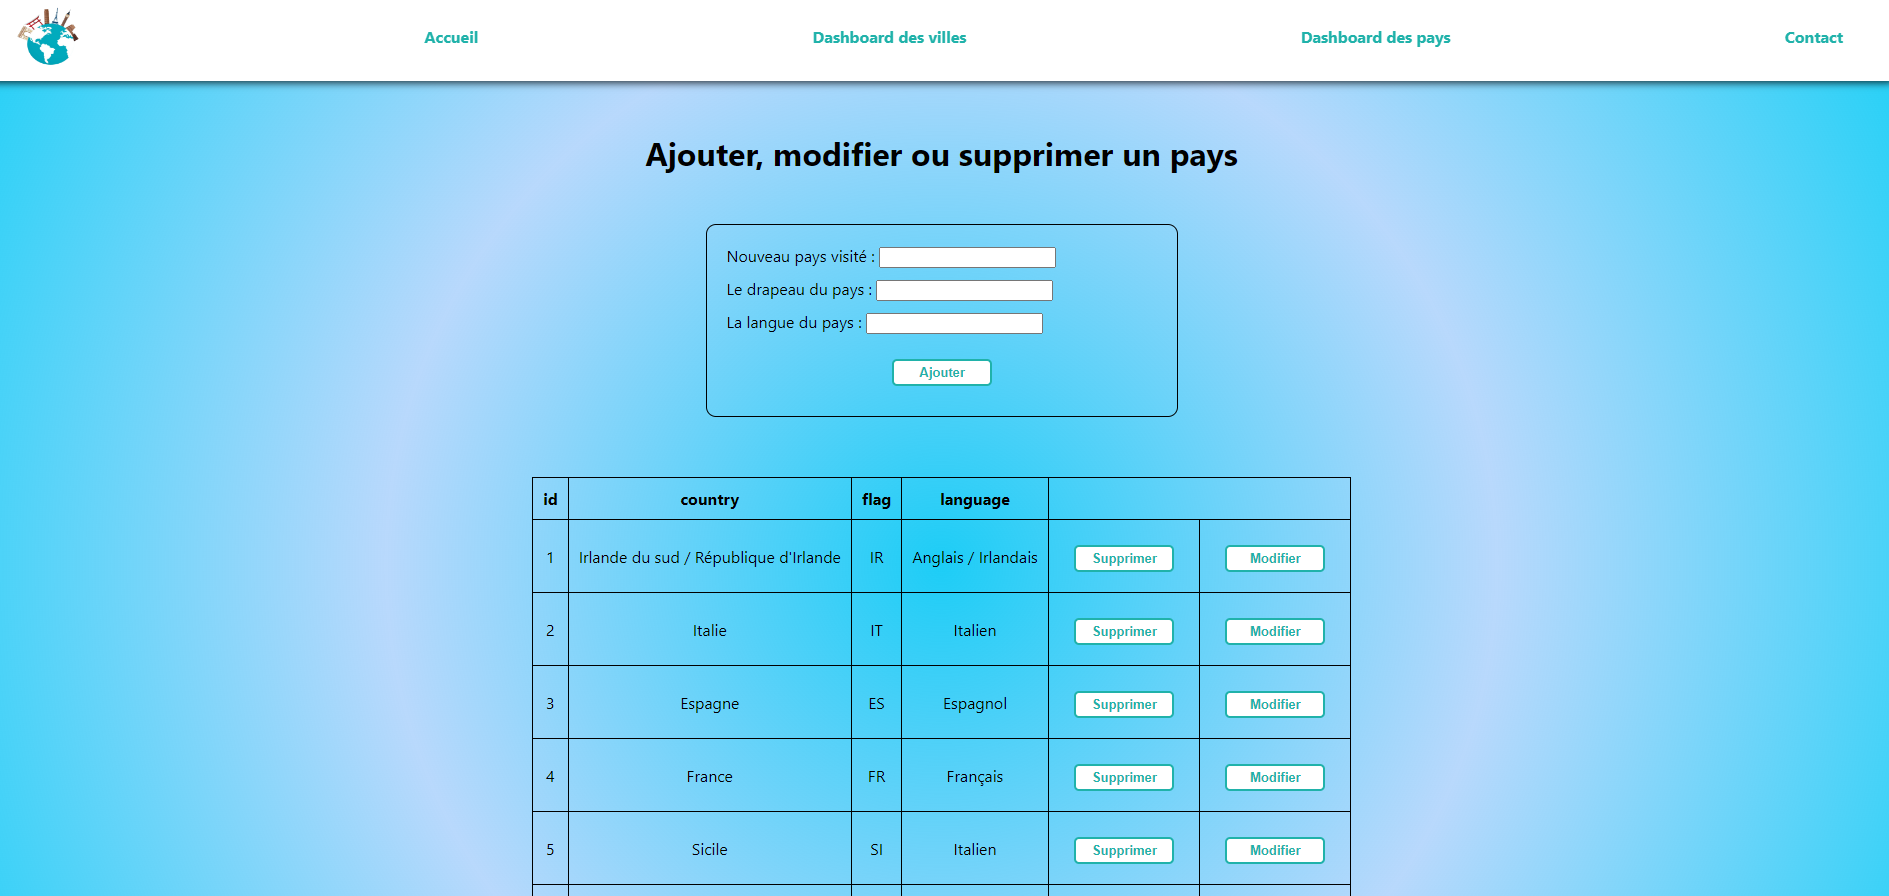 Accueil Dashboard des villes Dashboard des pays Contact
Ajouter, modifier ou supprimer un pays
Nouveau pays visité :
Le drapeau du pays :
La langue du pays :
Ajouter
id country flag language
1 Irlande du sud / République d'Irlande IR Anglais / Irlandais Supprimer Modifier
2 Italie IT Italien Supprimer Modifier
3 Espagne ES Espagnol Supprimer Modifier
4 France FR Français Supprimer Modifier
5 Sicile SI Italien Supprimer Modifier